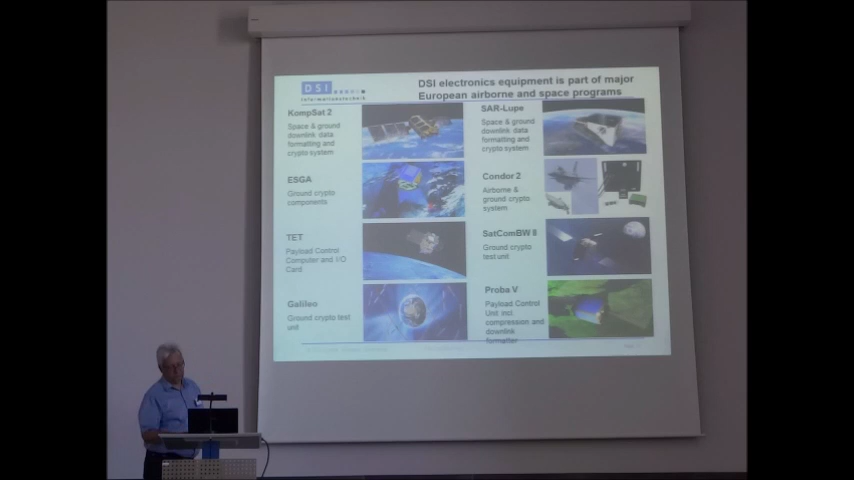 DSI
Informationstechnik
DSI electronics equipment is part of major
European airborne and space programs
KompSat 2
Space & ground
downlink data
formatting and
crypto system
ESGA
Ground crypto
components
TET
Payload Control
Computer and I/O
Card
Galileo
Ground crypto test
unit
SAR-Lupe
Space & ground
downlink data
formatting and
crypto system
Condor 2
Airborne &
ground crypto
system
SatComBW II
Ground crypto
test unit
Proba V
Payload Control
Unit incl.
compression and
downlink
formatter